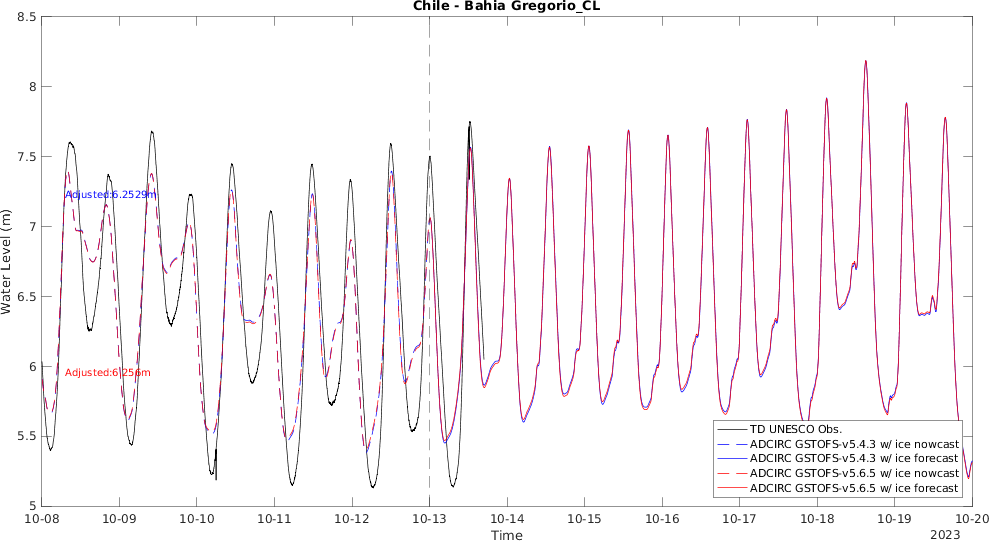 Chile - Bahia Gregorio_CL
8.5
8
7.5
7
6.5
6
5.5
5
Water Level (m)
Adjusted:6.2529m
Adjusted:6.256m
TD UNESCO Obs.
ADCIRC GSTOFS-v5.4.3 w/ ice nowcast
ADCIRC GSTOFS-v5.4.3 w/ ice forecast
ADCIRC GSTOFS-v5.6.5 w/ ice nowcast
ADCIRC GSTOFS-v5.6.5 w/ ice forecast
10-08 10-09 10-10 10-11 10-12 10-13 10-14 10-15 10-16 10-17 10-18 10-19 10-20
Time
2023